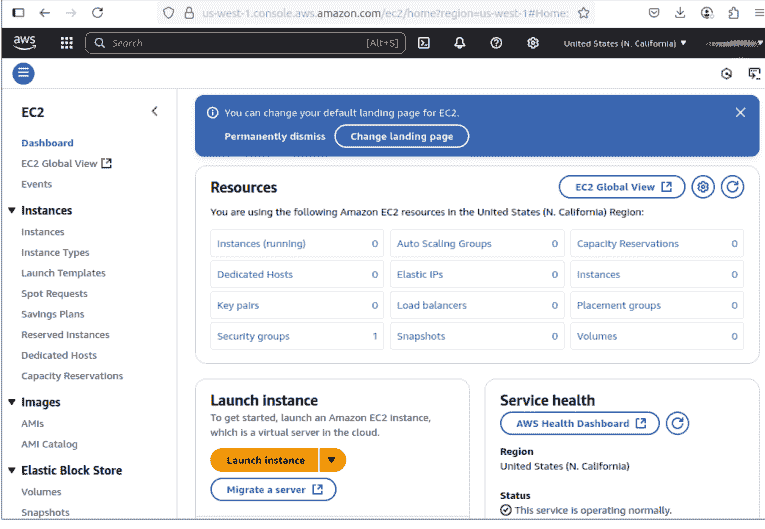 us-west-1.console.aws.amazon.com/ec2/home?region=us-west-1#Home:
aws
Search
[Alt+S]
United States (N. California)
EC2
Dashboard
EC2 Global View
Events
Instances
Instances
Instance Types
Launch Templates
Spot Requests
Savings Plans
Reserved Instances
Dedicated Hosts
Capacity Reservations
Images
AMIs
AMI Catalog
Elastic Block Store
Volumes
Snapshots
You can change your default landing page for EC2.
Permanently dismiss
Change landing page
Resources
EC2 Global View
You are using the following Amazon EC2 resources in the United States (N. California) Region:
Instances (running) 0
Auto Scaling Groups 0
Capacity Reservations 0
Dedicated Hosts 0
Elastic IPs 0
Instances 0
Key pairs 0
Load balancers 0
Placement groups 0
Security groups 1
Snapshots 0
Volumes 0
Launch instance
To get started, launch an Amazon EC2 instance,
which is a virtual server in the cloud.
Launch instance
Migrate a server
Service health
AWS Health Dashboard
Region
United States (N. California)
Status
This service is operating normally.